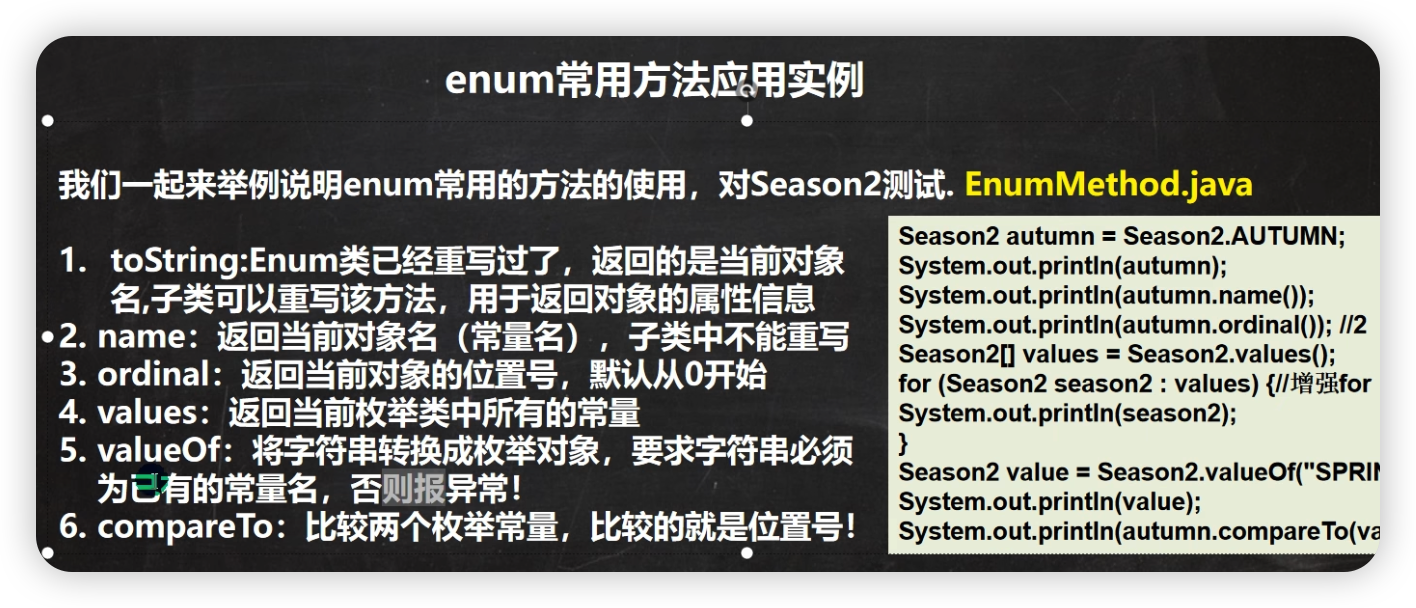 enum常用方法应用实例
我们一起来举例说明enum常用的方法的使用，对Season2测试. EnumMethod.java
1. toString:Enum类已经重写过了，返回的是当前对象
名,子类可以重写该方法，用于返回对象的属性信息
2. name：返回当前对象名（常量名），子类中不能重写
3. ordinal：返回当前对象的位置号，默认从0开始
4. values：返回当前枚举类中所有的常量
5. valueOf：将字符串转换成枚举对象，要求字符串必须
为已有的常量名，否则报异常！
6. compareTo：比较两个枚举常量，比较的就是位置号！
Season2 autumn = Season2.AUTUMN;
System.out.println(autumn);
System.out.println(autumn.name());
System.out.println(autumn.ordinal()); //2
Season2[] values = Season2.values();
for (Season2 season2 : values) {//增强for
System.out.println(season2);
}
Season2 value = Season2.valueOf("SPRIN
System.out.println(value);
System.out.println(autumn.compareTo(va